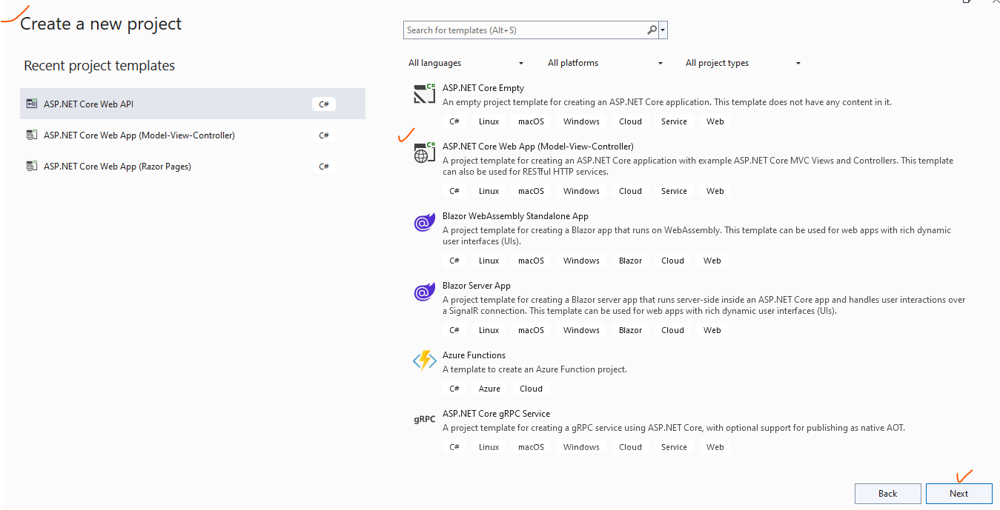 Create a new project
Recent project templates
ASP.NET Core Web API C#
ASP.NET Core Web App (Model-View-Controller) C#
ASP.NET Core Web App (Razor Pages) C#
Search for templates (Alt+S)
All languages All platforms All project types
C#
ASP.NET Core Empty
An empty project template for creating an ASP.NET Core application. This template does not have any content in it.
C# Linux macOS Windows Cloud Service Web
C#
ASP.NET Core Web App (Model-View-Controller)
A project template for creating an ASP.NET Core application with example ASP.NET Core MVC Views and Controllers. This template
can also be used for RESTful HTTP services.
C# Linux macOS Windows Cloud Service Web
Blazor WebAssembly Standalone App
A project template for creating a Blazor app that runs on WebAssembly. This template can be used for web apps with rich dynamic
user interfaces (UIs).
C# Linux macOS Windows Blazor Cloud Web
Blazor Server App
A project template for creating a Blazor server app that runs server-side inside an ASP.NET Core app and handles user interactions over
a SignalR connection. This template can be used for web apps with rich dynamic user interfaces (UIs).
C# Linux macOS Windows Blazor Cloud Web
Azure Functions
A template to create an Azure Function project.
C# Azure Cloud
gRPC
ASP.NET Core gRPC Service
A project template for creating a gRPC service using ASP.NET Core, with optional support for publishing as native AOT.
C# Linux macOS Windows Cloud Service Web
Back Next